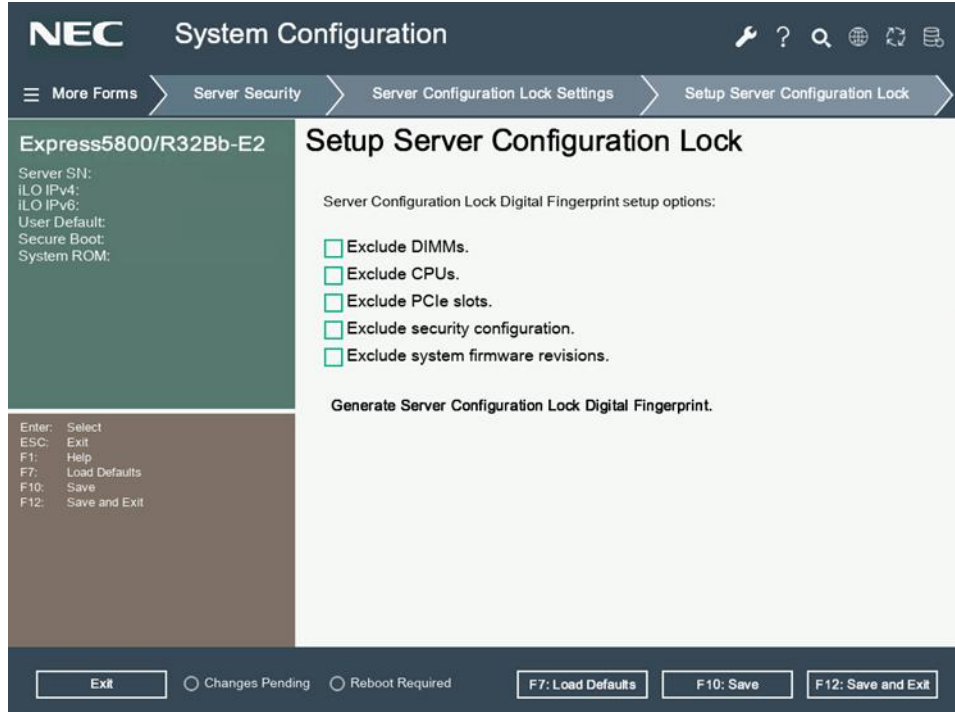 NEC System Configuration
?
More Forms Server Security Server Configuration Lock Settings Setup Server Configuration Lock
Express5800/R32Bb-E2
Server SN:
iLO IPv4:
iLO IPv6:
User Default:
Secure Boot:
System ROM:
Enter: Select
ESC: Exit
F1: Help
F7: Load Defaults
F10: Save
F12: Save and Exit
Setup Server Configuration Lock
Server Configuration Lock Digital Fingerprint setup options:
Exclude DIMMs.
Exclude CPUs.
Exclude PCIe slots.
Exclude security configuration.
Exclude system firmware revisions.
Generate Server Configuration Lock Digital Fingerprint.
Exit Changes Pending Reboot Required F7: Load Defaults F10: Save F12: Save and Exit